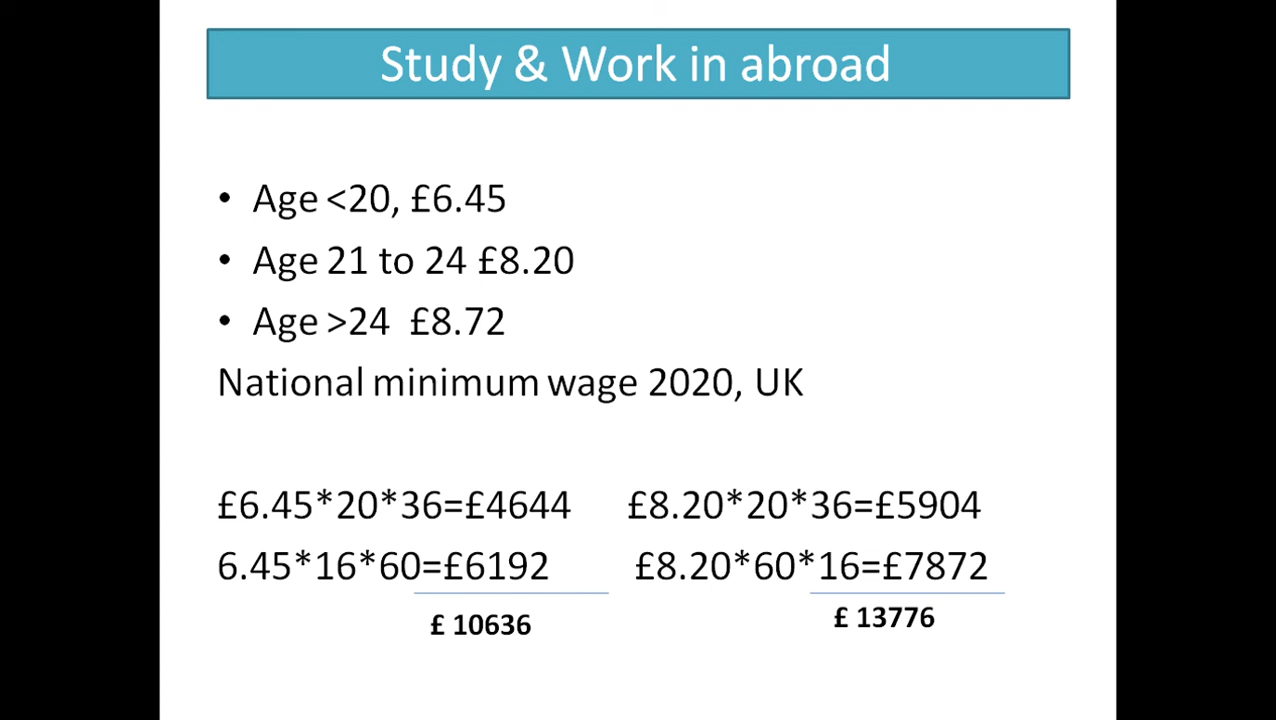 Study & Work in abroad
• Age <20, £6.45
• Age 21 to 24 £8.20
• Age >24 £8.72
National minimum wage 2020, UK
£6.45*20*36=£4644 £8.20*20*36=£5904
6.45*16*60=£6192 £8.20*60*16=£7872
£ 10636 £ 13776